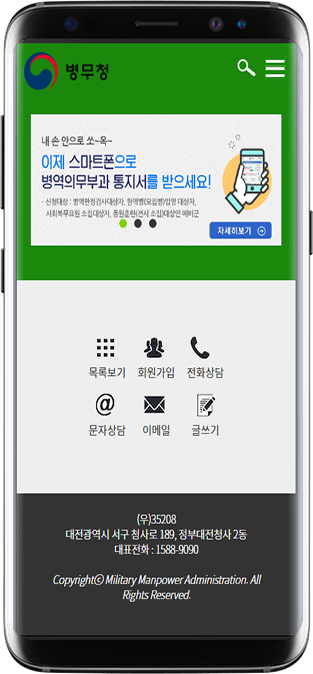 병무청
내 손 안으로 쏘~옥~
이제 스마트폰으로
병역의무부과 통지서를 받으세요!
- 신청대상 : 병역판정검사대상자, 현역병(모집병)입영 대상자,
사회복무요원 소집대상자, 동원훈련(전시 소집)대상인 예비군
자세히보기
목록보기 회원가입 전화상담
문자상담 이메일 글쓰기
(우)35208
대전광역시 서구 청사로 189, 정부대전청사 2동
대표전화 : 1588-9090
Copyrightⓒ Military Manpower Administration. All
Rights Reserved.